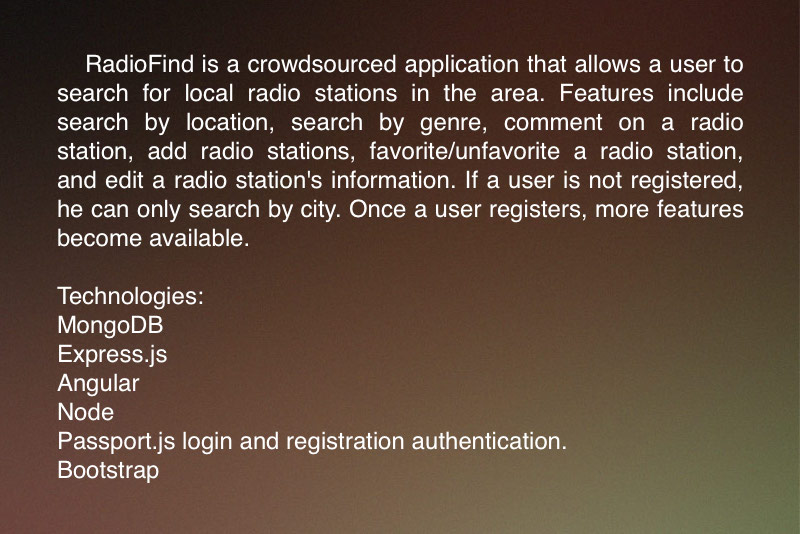 RadioFind is a crowdsourced application that allows a user to
search for local radio stations in the area. Features include
search by location, search by genre, comment on a radio
station, add radio stations, favorite/unfavorite a radio station,
and edit a radio station's information. If a user is not registered,
he can only search by city. Once a user registers, more features
become available.
Technologies:
MongoDB
Express.js
Angular
Node
Passport.js login and registration authentication.
Bootstrap